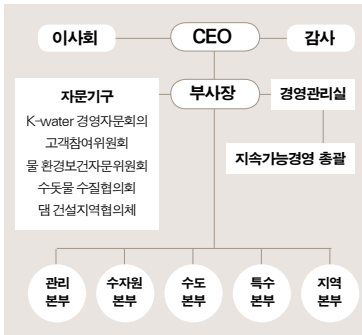 이사회
CEO
감사
자문기구
K-water 경영자문회의
고객참여위원회
물 환경보건자문위원회
수돗물 수질협의회
댐 건설지역협의체
부사장
경영관리실
지속가능경영 총괄
관리
본부
수자원
본부
수도
본부
특수
본부
지역
본부